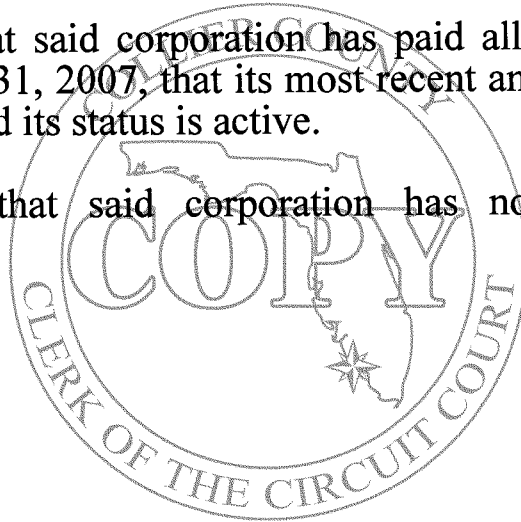 at said corporation has paid all
31, 2007, that its most recent an
d its status is active.
that said corporation has no
COLLIER COUNTY
COPY
CLERK OF THE CIRCUIT COURT